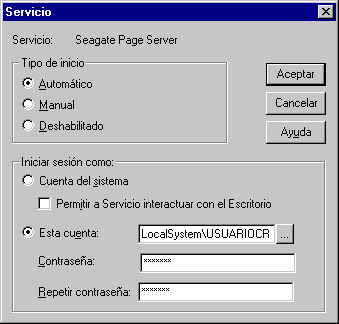 Servicio
Servicio: Seagate Page Server
Tipo de inicio
Automático
Manual
Deshabilitado
Aceptar
Cancelar
Ayuda
Iniciar sesión como:
Cuenta del sistema
Permitir a Servicio interactuar con el Escritorio
Esta cuenta: LocalSystem\USUARIOCR ...
Contraseña: *******
Repetir contraseña: *******